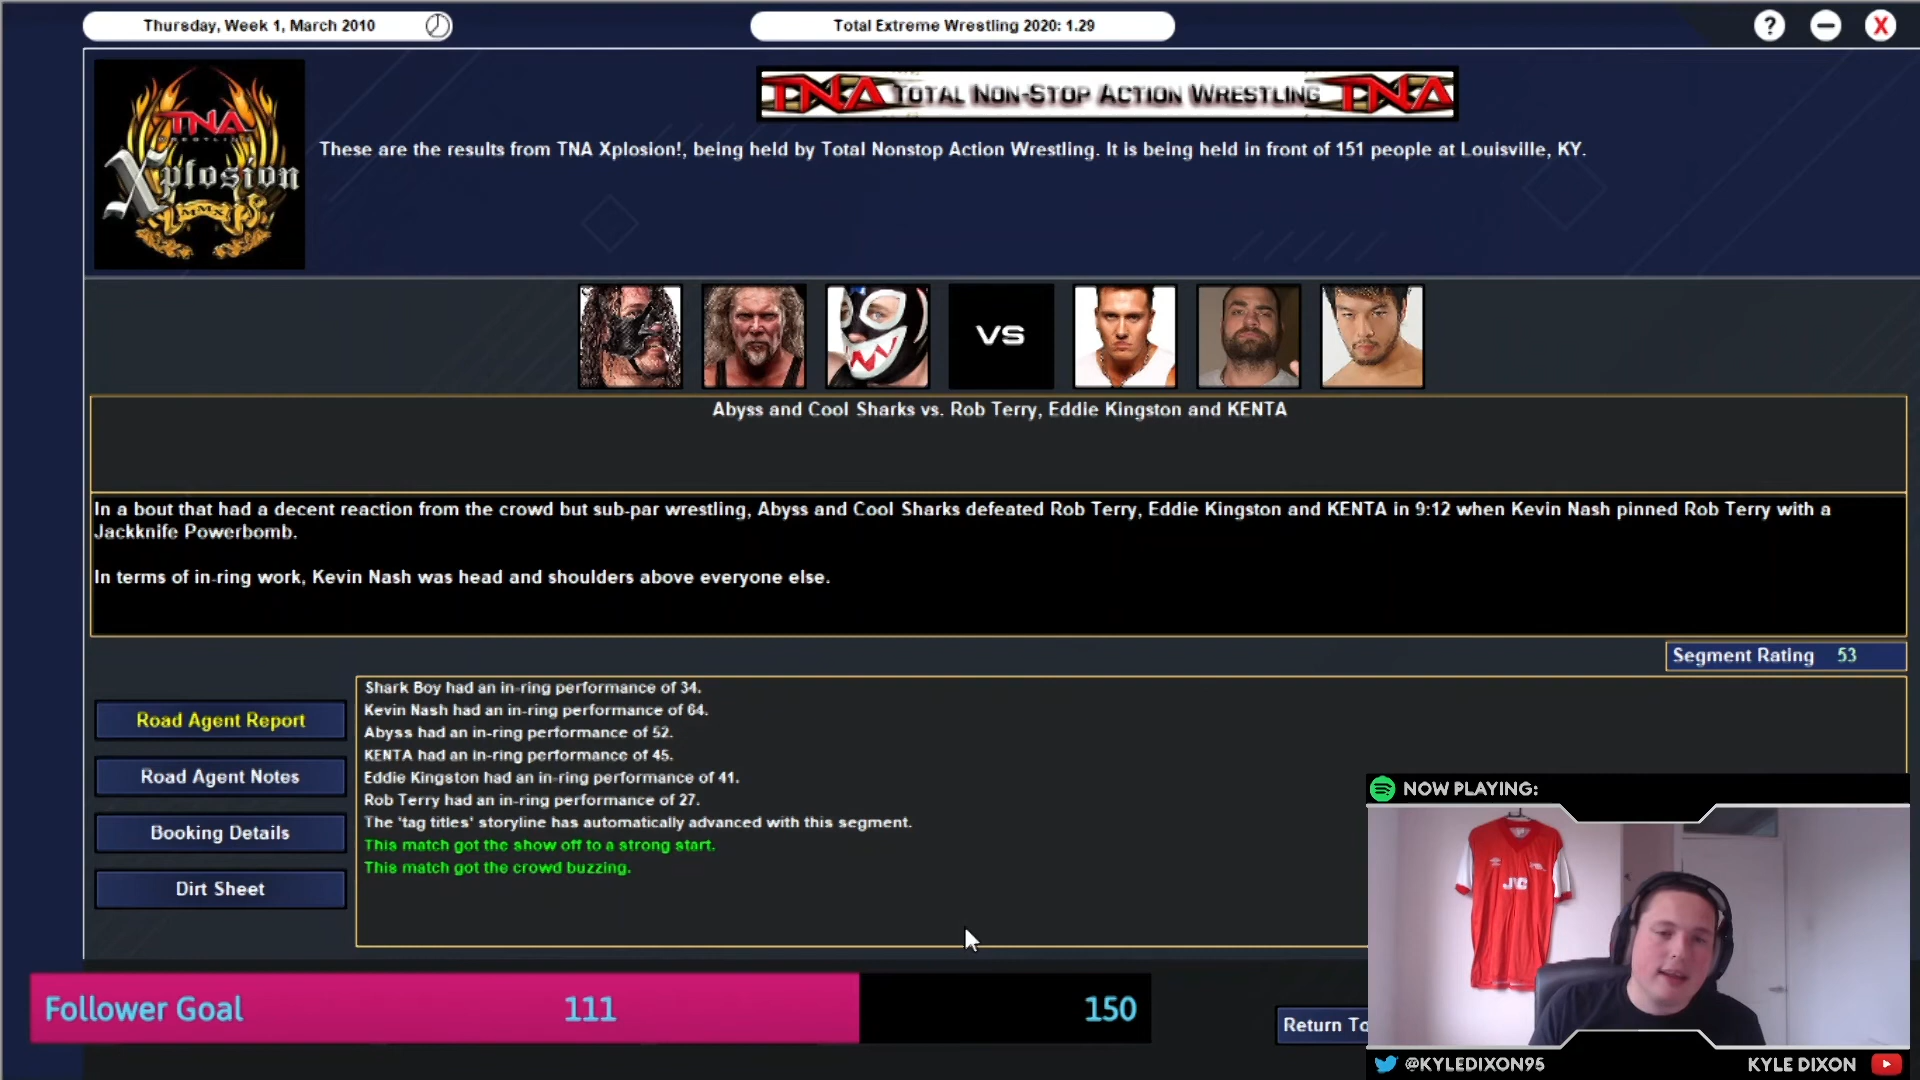 Thursday, Week 1, March 2010
Total Extreme Wrestling 2020: 1.29
?
X
TNA TOTAL NON-STOP ACTION WRESTLING TNA
TNA
WRESTLING
Xplosion
MMX
These are the results from TNA Xplosion!, being held by Total Nonstop Action Wrestling. It is being held in front of 151 people at Louisville, KY.
VS
Abyss and Cool Sharks vs. Rob Terry, Eddie Kingston and KENTA
In a bout that had a decent reaction from the crowd but sub-par wrestling, Abyss and Cool Sharks defeated Rob Terry, Eddie Kingston and KENTA in 9:12 when Kevin Nash pinned Rob Terry with a
Jackknife Powerbomb.
In terms of in-ring work, Kevin Nash was head and shoulders above everyone else.
Segment Rating 53
Road Agent Report
Road Agent Notes
Booking Details
Dirt Sheet
Shark Boy had an in-ring performance of 34.
Kevin Nash had an in-ring performance of 64.
Abyss had an in-ring performance of 52.
KENTA had an in-ring performance of 45.
Eddie Kingston had an in-ring performance of 41.
Rob Terry had an in-ring performance of 27.
The 'tag titles' storyline has automatically advanced with this segment.
This match got the show off to a strong start.
This match got the crowd buzzing.
NOW PLAYING:
JVC
Follower Goal 111 150
Return To
@KYLEDIXON95 KYLE DIXON